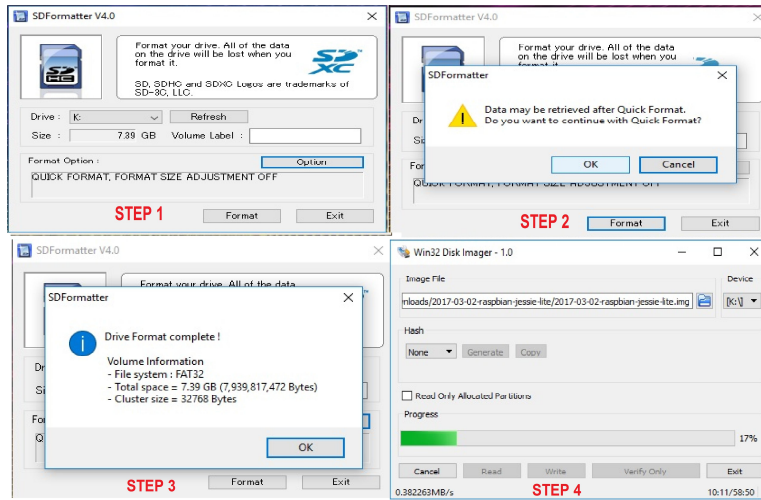 SDFormatter V4.0
Format your drive. All of the data
on the drive will be lost when you
format it.
SD, SDHC and SDXC Logos are trademarks of
SD-3C, LLC.
Drive : K: Refresh
Size : 7.39 GB Volume Label :
Format Option :
Option
QUICK FORMAT, FORMAT SIZE ADJUSTMENT OFF
STEP 1 Format Exit
SDFormatter V4.0
Format your drive. All of the data
on the drive will be lost when you
SDFormatter
Data may be retrieved after Quick Format.
Do you want to continue with Quick Format?
OK Cancel
STEP 2 Format Exit
SDFormatter V4.0
Format your drive. All of the data
SDFormatter
Drive Format complete !
Volume Information
- File system : FAT32
- Total space = 7.39 GB (7,939,817,472 Bytes)
- Cluster size = 32768 Bytes
OK
STEP 3 Format Exit
Win32 Disk Imager - 1.0
Image File Device
nloads/2017-03-02-raspbian-jessie-lite/2017-03-02-raspbian-jessie-lite.img [K:\]
Hash
None Generate Copy
Read Only Allocated Partitions
Progress
17%
Cancel Read Write Verify Only Exit
0.382263MB/s STEP 4 10:11/58:50